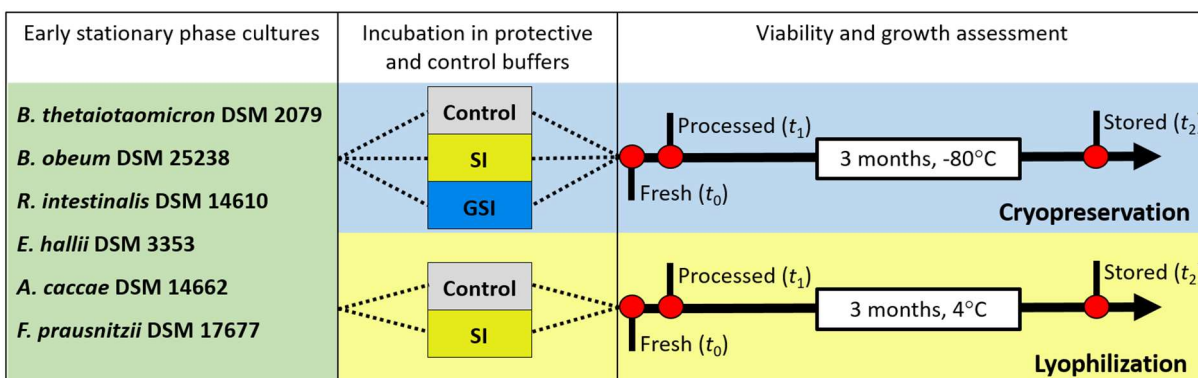 Early stationary phase cultures
Incubation in protective
and control buffers
Viability and growth assessment
B. thetaiotaomicron DSM 2079
B. obeum DSM 25238
R. intestinalis DSM 14610
E. hallii DSM 3353
A. caccae DSM 14662
F. prausnitzii DSM 17677
Control
SI
GSI
Processed (t₁)
Stored (t₂)
3 months, -80°C
Fresh (t₀)
Cryopreservation
Control
SI
Processed (t₁)
Stored (t₂)
3 months, 4°C
Fresh (t₀)
Lyophilization